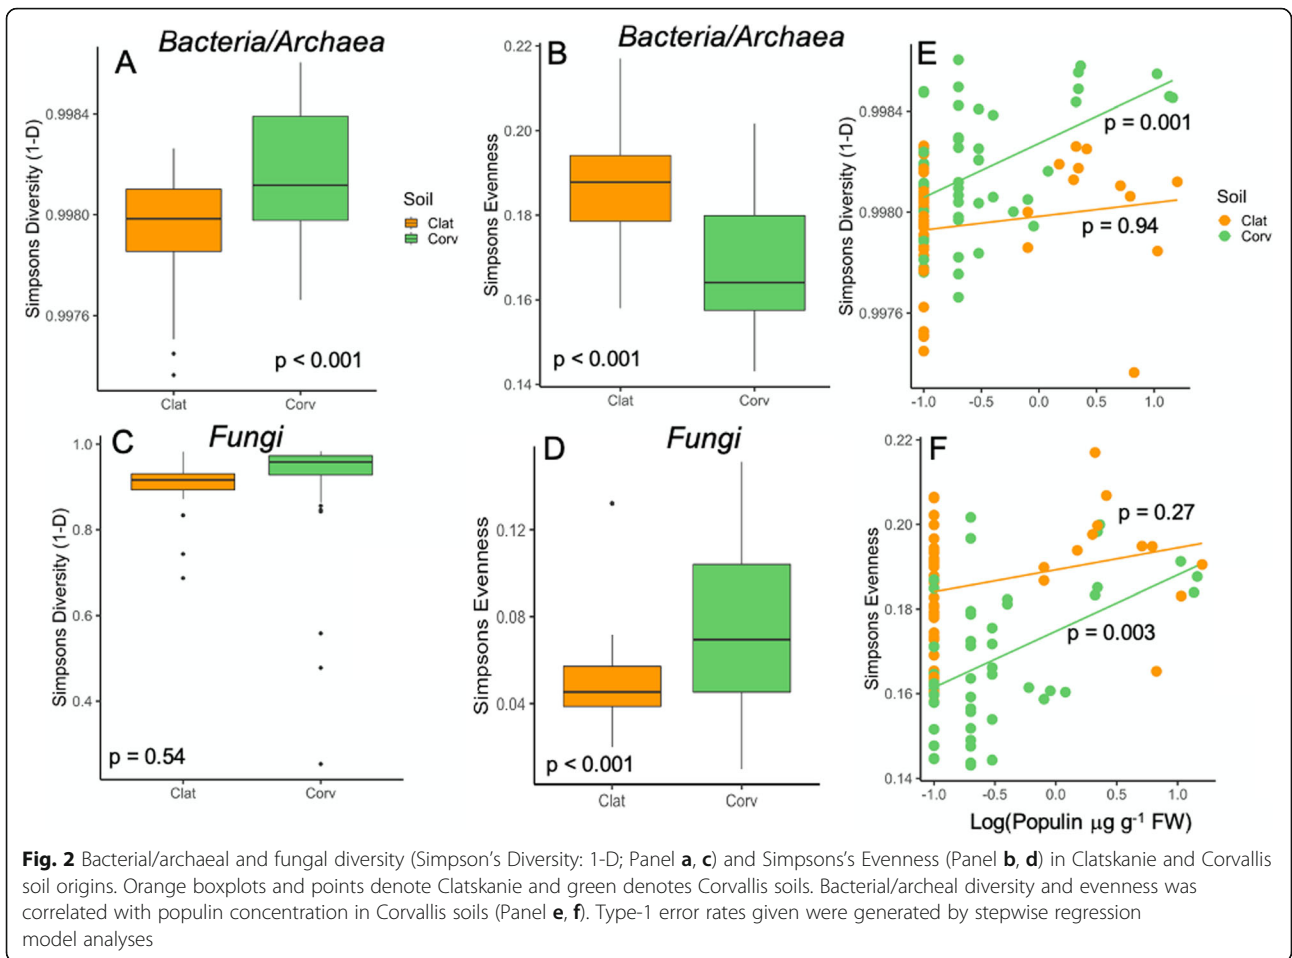 A
Bacteria/Archaea
Simpsons Diversity (1-D)
0.9984
0.9980
0.9976
p < 0.001
Clat
Corv
Soil
Clat
Corv
B
Bacteria/Archaea
Simpsons Evenness
0.22
0.20
0.18
0.16
0.14
p < 0.001
Clat
Corv
E
Simpsons Diversity (1-D)
0.9984
0.9980
0.9976
p = 0.001
p = 0.94
-1.0 -0.5 0.0 0.5 1.0
Soil
Clat
Corv
C
Fungi
Simpsons Diversity (1-D)
1.0
0.8
0.6
0.4
p = 0.54
Clat
Corv
D
Fungi
Simpsons Evenness
0.12
0.08
0.04
p < 0.001
Clat
Corv
F
Simpsons Evenness
0.22
0.20
0.18
0.16
0.14
p = 0.27
p = 0.003
-1.0 -0.5 0.0 0.5 1.0
Log(Populin µg g⁻¹ FW)
Fig. 2 Bacterial/archaeal and fungal diversity (Simpson's Diversity: 1-D; Panel a, c) and Simpsons's Evenness (Panel b, d) in Clatskanie and Corvallis
soil origins. Orange boxplots and points denote Clatskanie and green denotes Corvallis soils. Bacterial/archeal diversity and evenness was
correlated with populin concentration in Corvallis soils (Panel e, f). Type-1 error rates given were generated by stepwise regression
model analyses